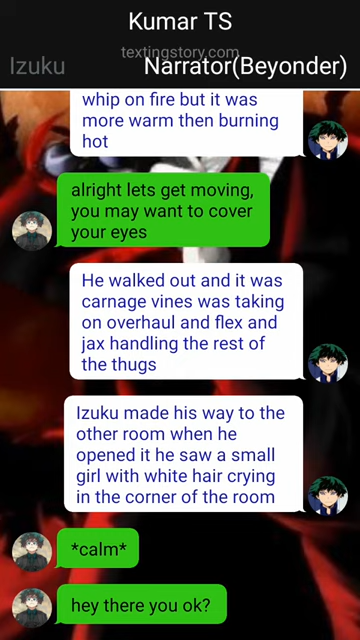 Kumar TS
textingstory.com
Izuku
Narrator(Beyonder)
whip on fire but it was
more warm then burning
hot
alright lets get moving,
you may want to cover
your eyes
He walked out and it was
carnage vines was taking
on overhaul and flex and
jax handling the rest of
the thugs
Izuku made his way to the
other room when he
opened it he saw a small
girl with white hair crying
in the corner of the room
*calm*
hey there you ok?